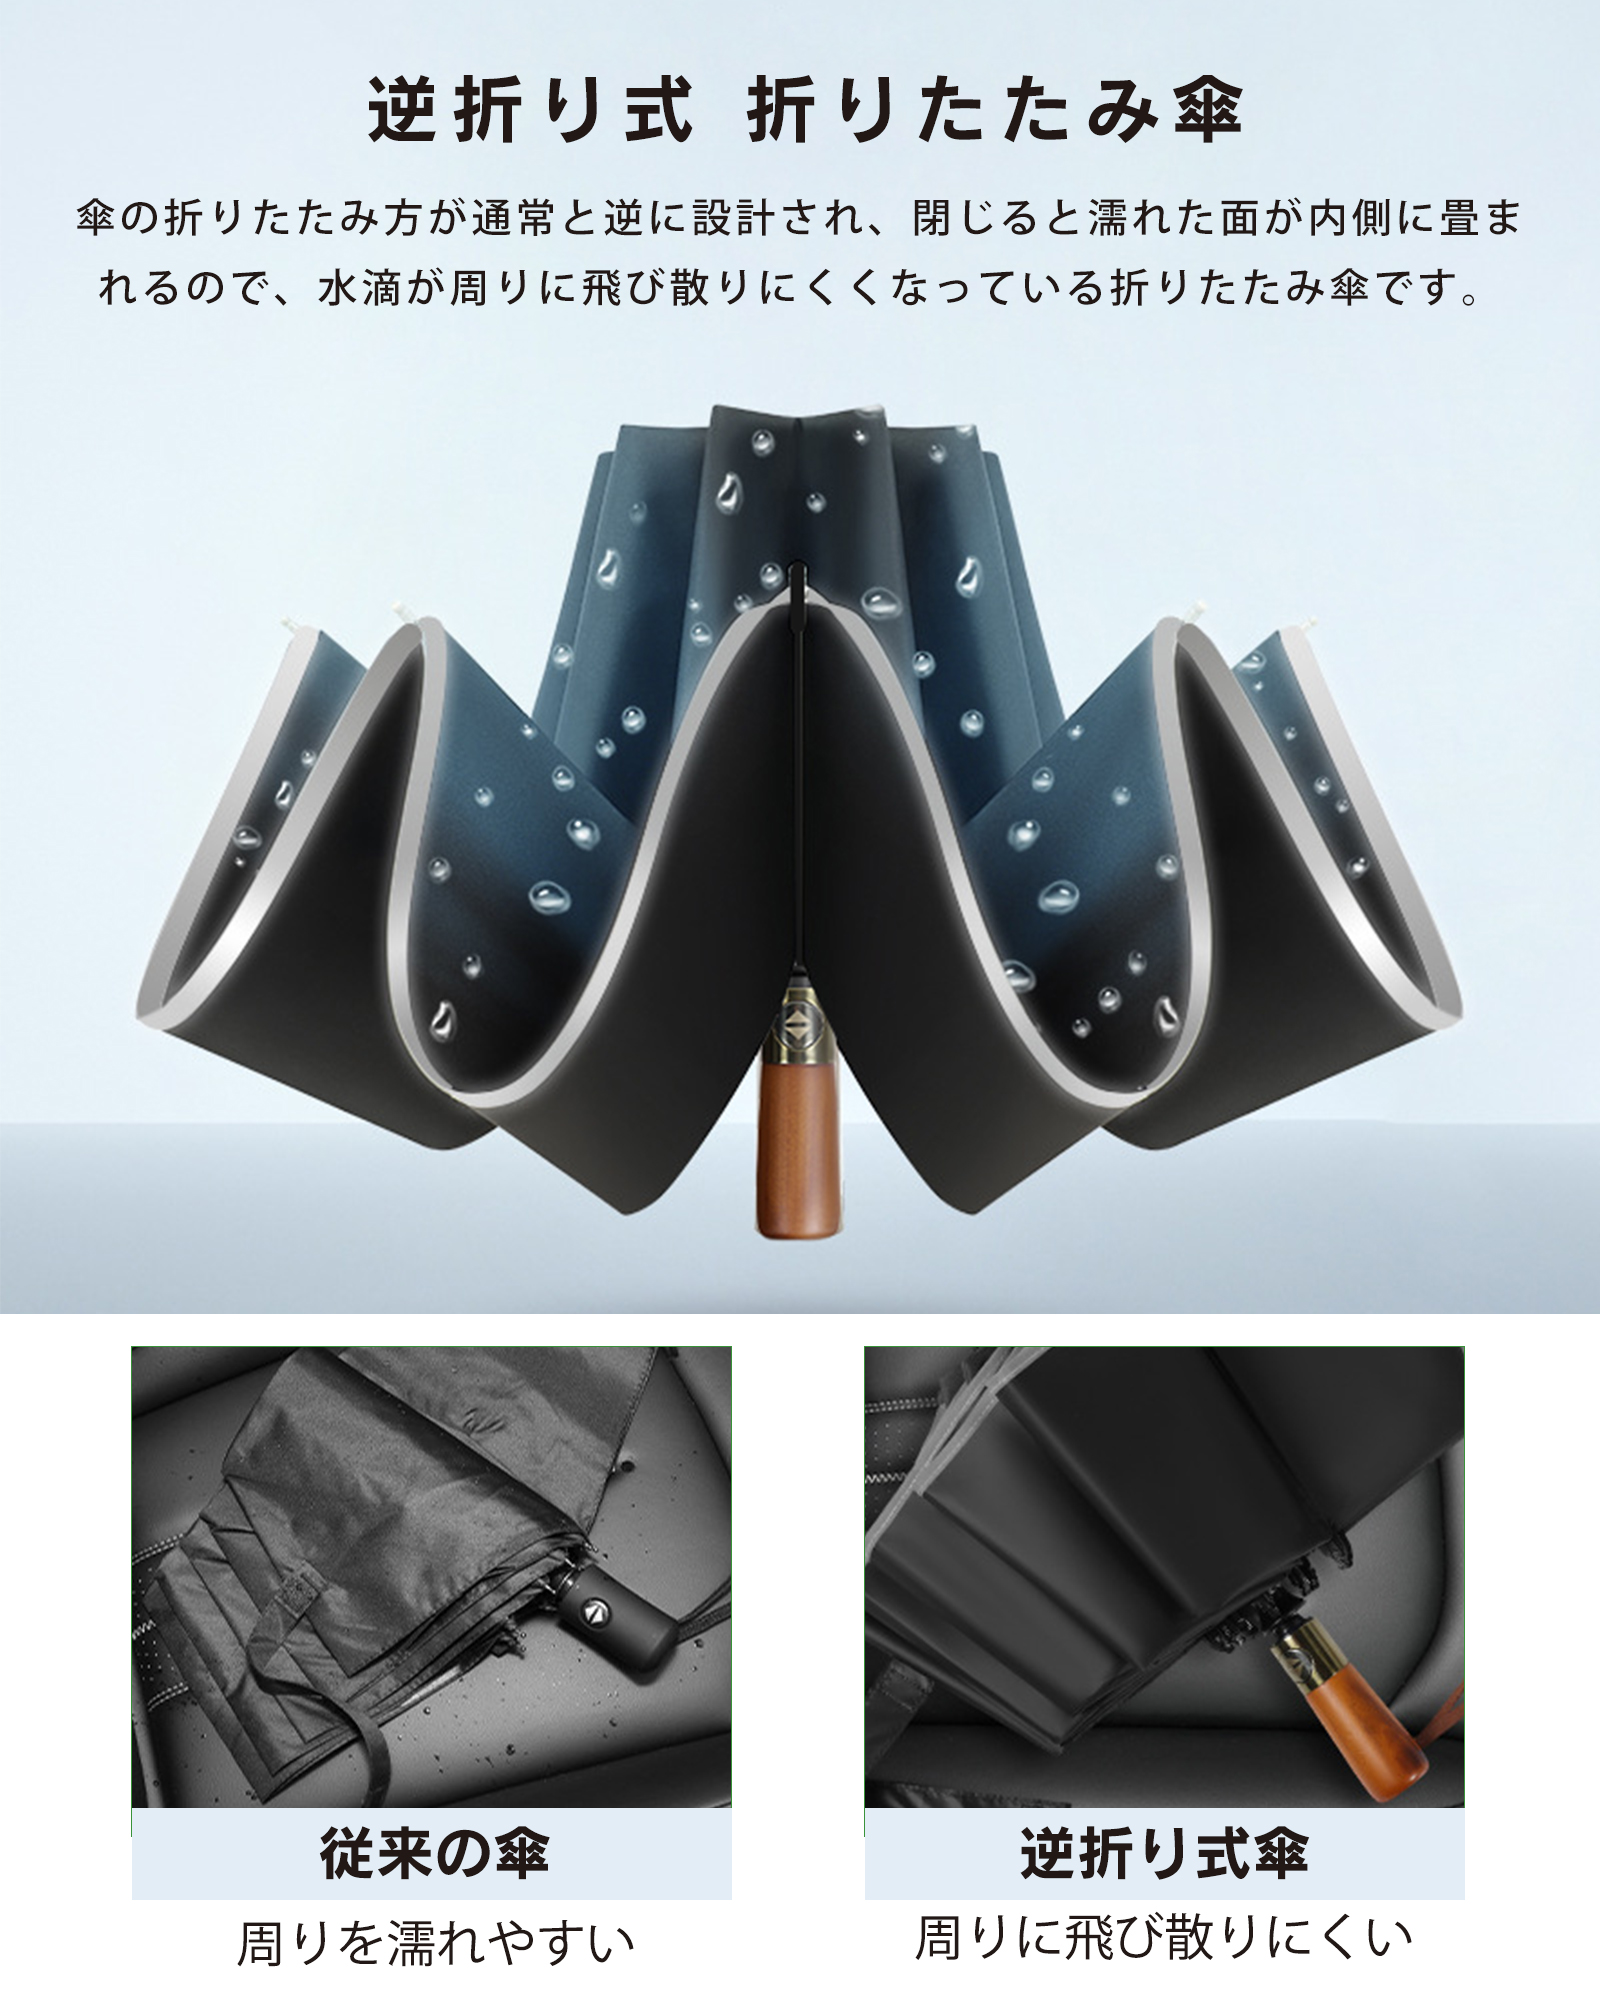 逆折り式 折りたたみ傘
傘の折りたたみ方が通常と逆に設計され、閉じると濡れた面が内側に畳ま
れるので、水滴が周りに飛び散りにくくなっている折りたたみ傘です。
従来の傘
逆折り式傘
周りを濡れやすい
周りに飛び散りにくい